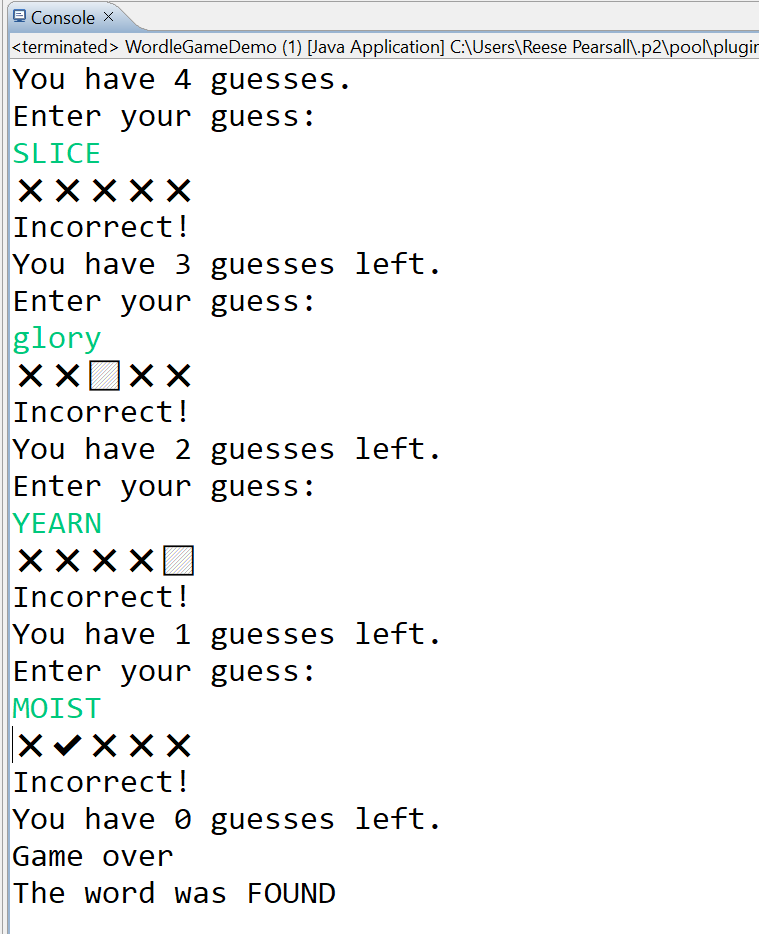 Console
<terminated> WordleGameDemo (1) [Java Application] C:\Users\Reese Pearsall\.p2\pool\plugin
You have 4 guesses.
Enter your guess:
SLICE
❌❌❌❌❌
Incorrect!
You have 3 guesses left.
Enter your guess:
glory
❌❌🟨❌❌
Incorrect!
You have 2 guesses left.
Enter your guess:
YEARN
❌❌❌❌🟨
Incorrect!
You have 1 guesses left.
Enter your guess:
MOIST
❌✔❌❌❌
Incorrect!
You have 0 guesses left.
Game over
The word was FOUND